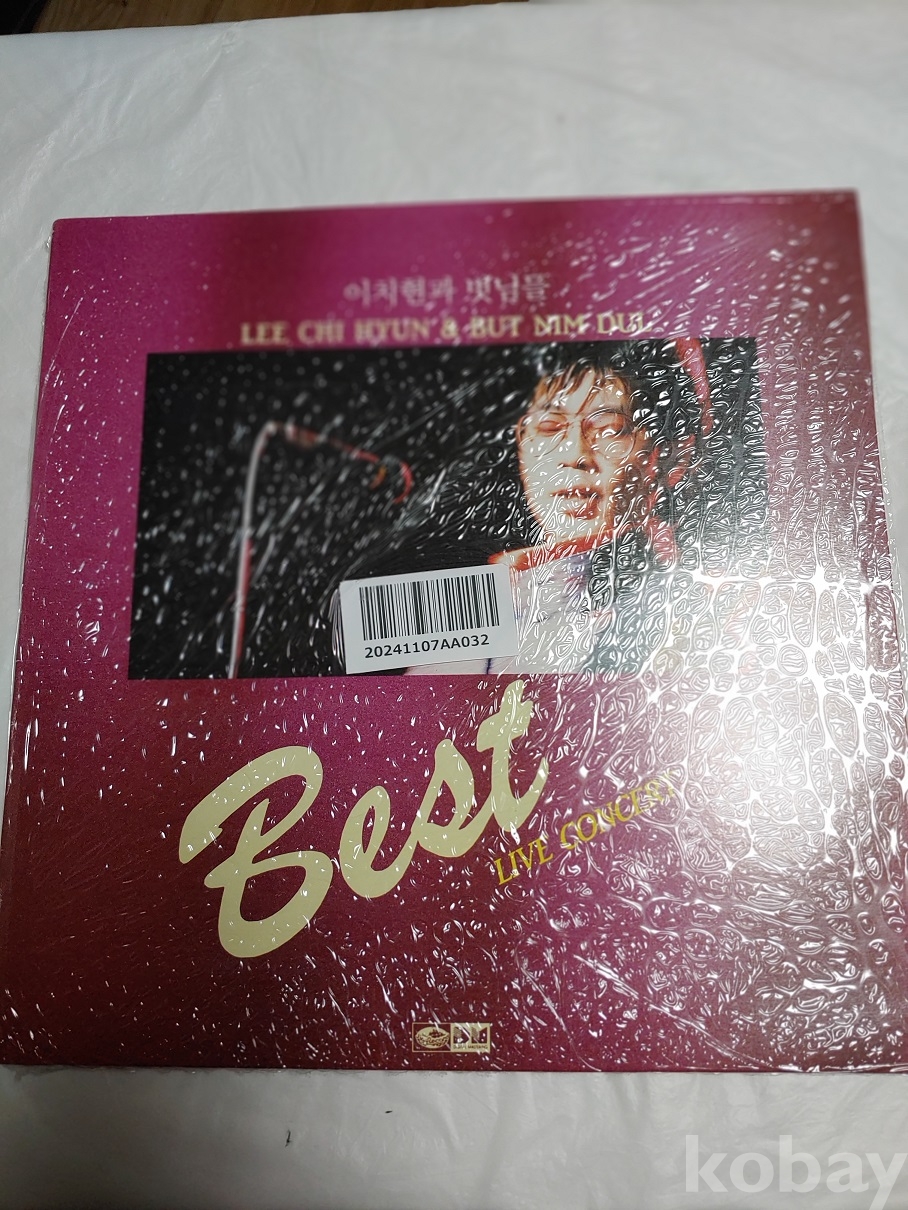 이치현과 벗님들
LEE CHI HYUN & BUT NIM DUL
20241107AA032
Best
LIVE CONCERT
kobay